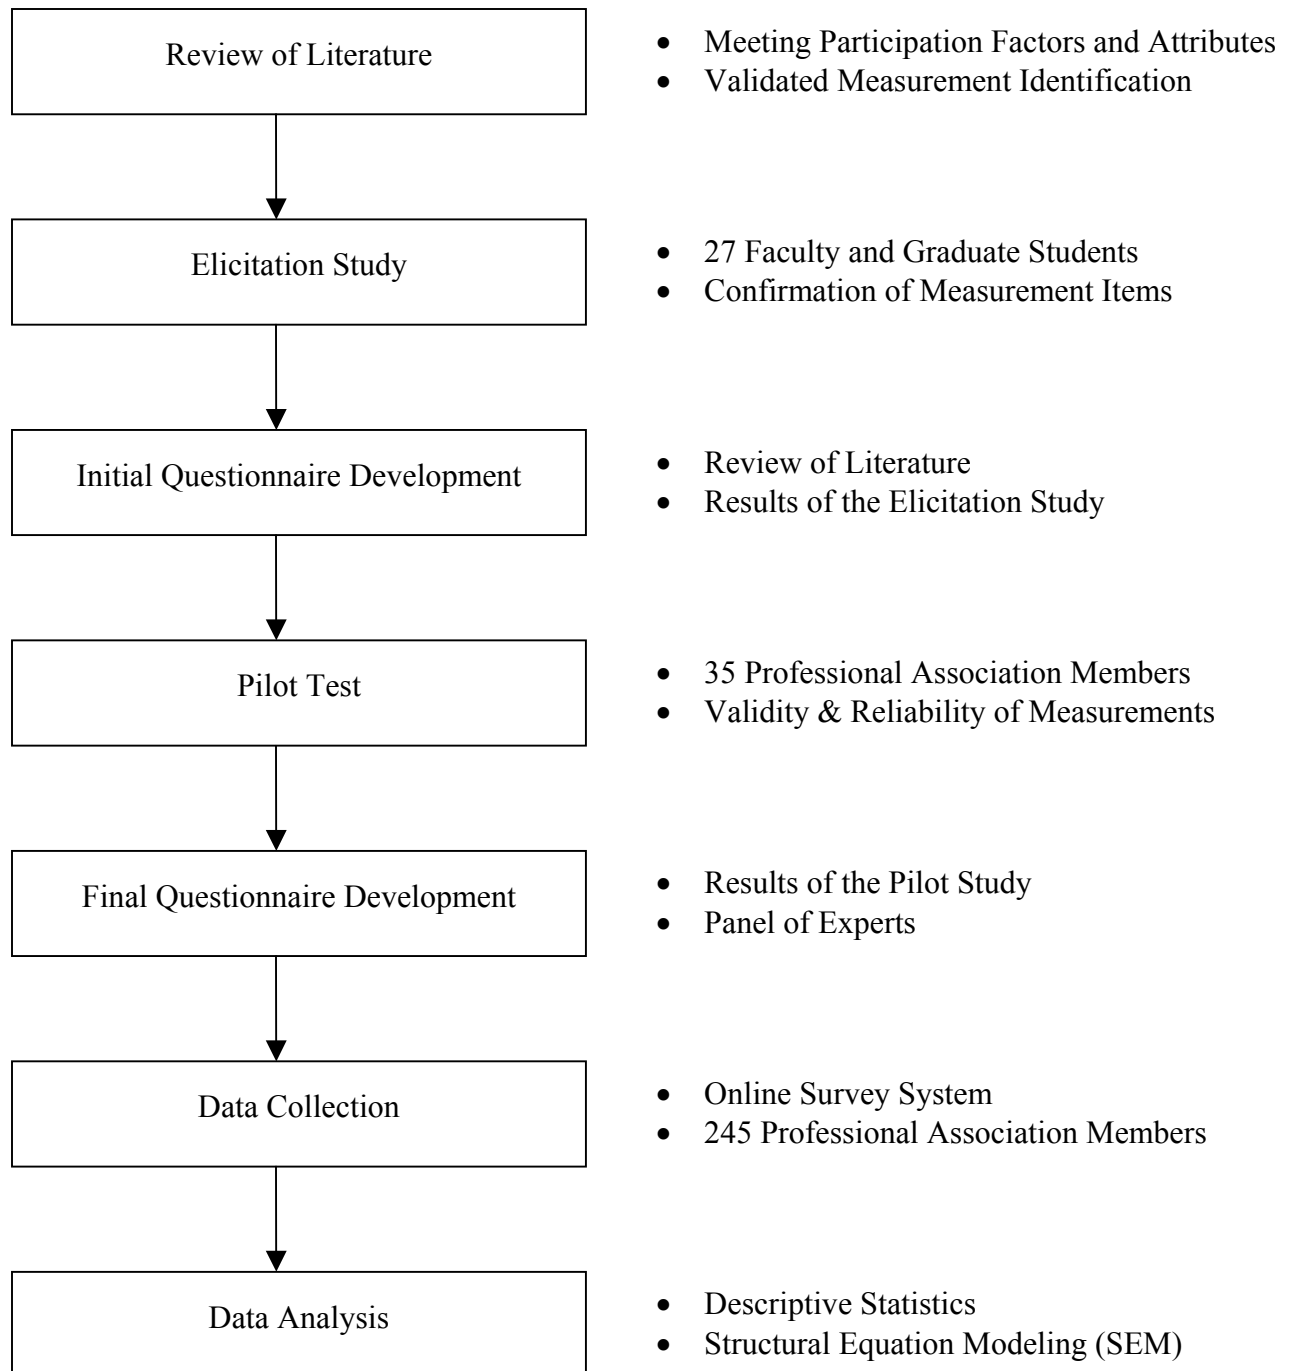 Review of Literature
• Meeting Participation Factors and Attributes
• Validated Measurement Identification
Elicitation Study
• 27 Faculty and Graduate Students
• Confirmation of Measurement Items
Initial Questionnaire Development
• Review of Literature
• Results of the Elicitation Study
Pilot Test
• 35 Professional Association Members
• Validity & Reliability of Measurements
Final Questionnaire Development
• Results of the Pilot Study
• Panel of Experts
Data Collection
• Online Survey System
• 245 Professional Association Members
Data Analysis
• Descriptive Statistics
• Structural Equation Modeling (SEM)